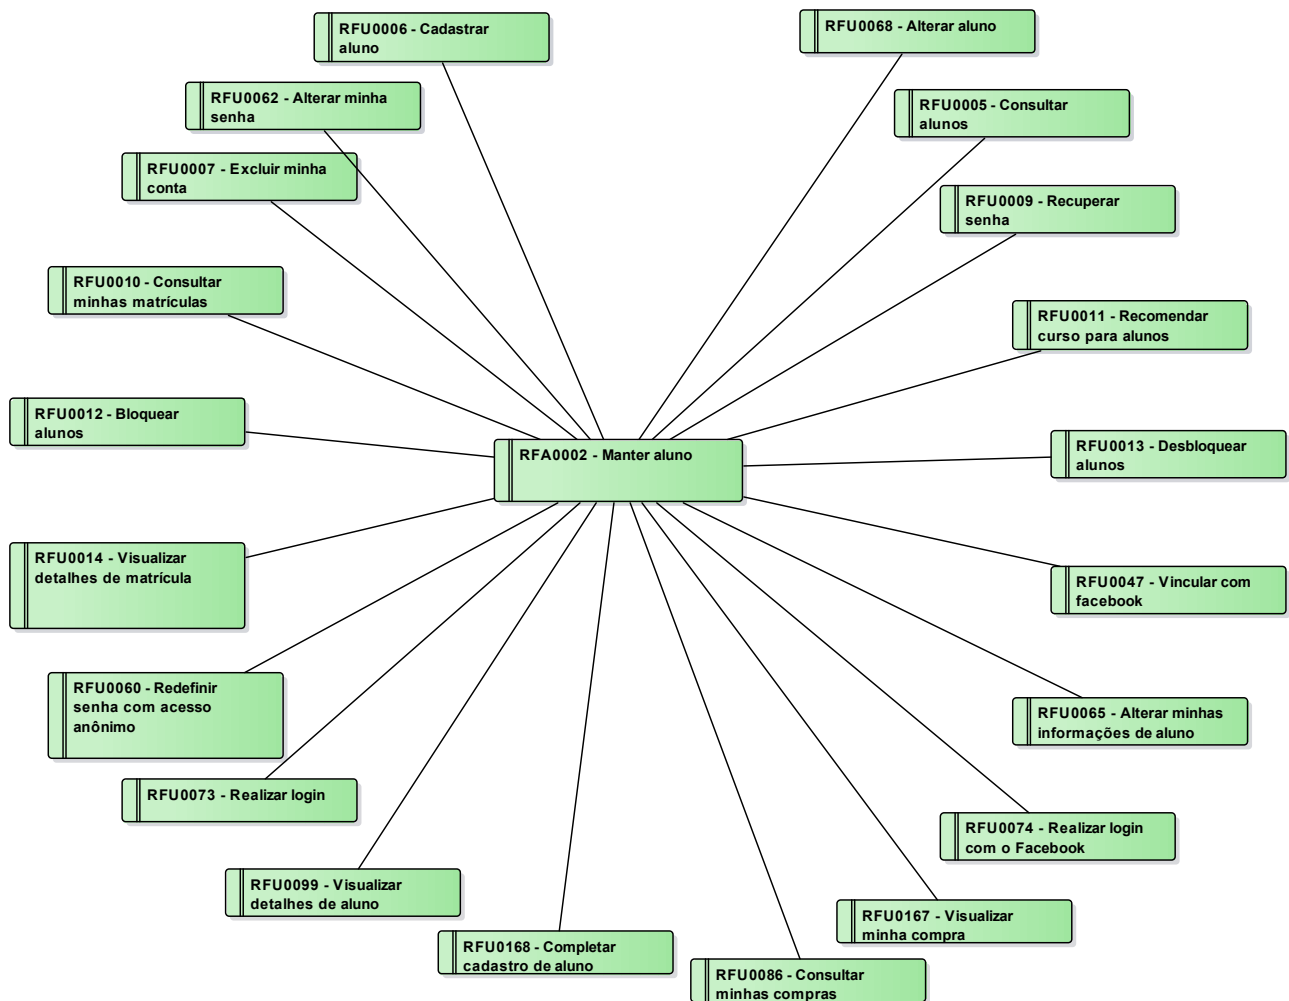 RFU0006 - Cadastrar
aluno
RFU0068 - Alterar aluno
RFU0062 - Alterar minha
senha
RFU0005 - Consultar
alunos
RFU0007 - Excluir minha
conta
RFU0009 - Recuperar
senha
RFU0010 - Consultar
minhas matrículas
RFU0011 - Recomendar
curso para alunos
RFU0012 - Bloquear
alunos
RFA0002 - Manter aluno
RFU0013 - Desbloquear
alunos
RFU0014 - Visualizar
detalhes de matrícula
RFU0047 - Vincular com
facebook
RFU0060 - Redefinir
senha com acesso
anônimo
RFU0065 - Alterar minhas
informações de aluno
RFU0073 - Realizar login
RFU0074 - Realizar login
com o Facebook
RFU0099 - Visualizar
detalhes de aluno
RFU0167 - Visualizar
minha compra
RFU0168 - Completar
cadastro de aluno
RFU0086 - Consultar
minhas compras